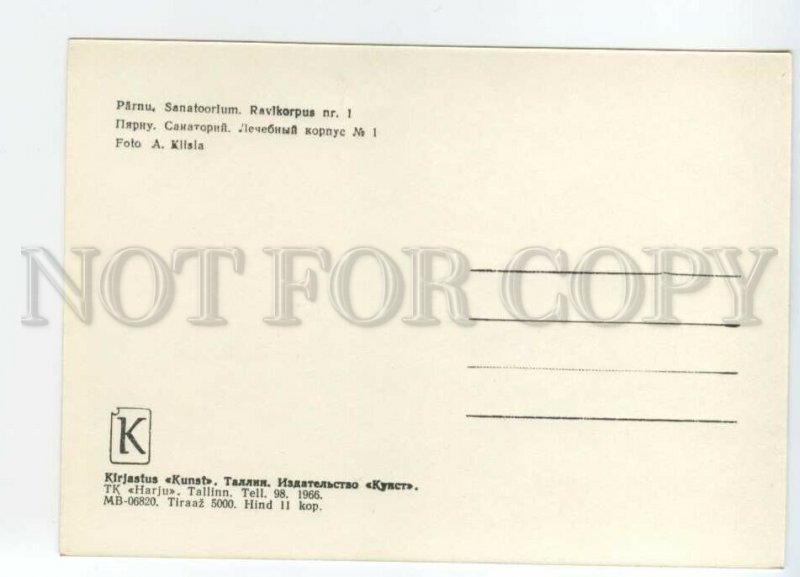 Pärnu. Sanatoorium. Ravikorpus nr. 1
Пярну. Санаторий. Лечебный корпус № 1
Foto A. Kiisla
NOT FOR COPY
K
Kirjastus «Kunst». Таллин. Издательство «Кунст».
TK «Harju». Tallinn. Tell. 98. 1966.
MB-06820. Tiraaž 5000. Hind 11 kop.